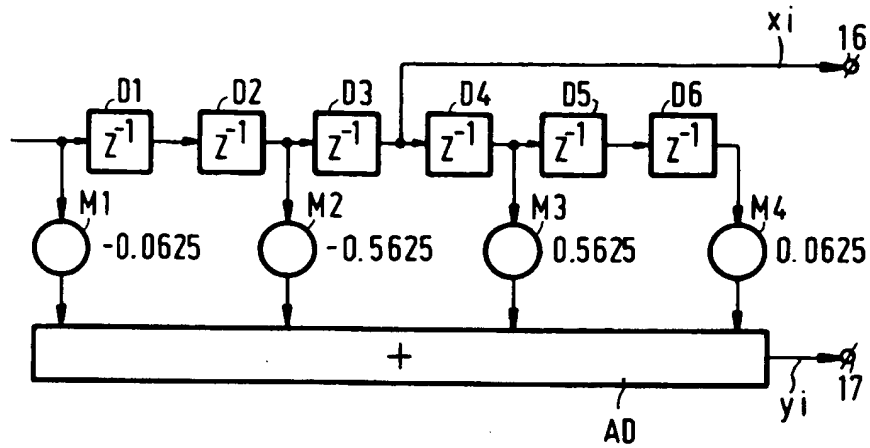 xi 16
D1 D2 D3 D4 D5 D6
z⁻¹ z⁻¹ z⁻¹ z⁻¹ z⁻¹ z⁻¹
M1 M2 M3 M4
-0.0625 -0.5625 0.5625 0.0625
+
yi 17
AD